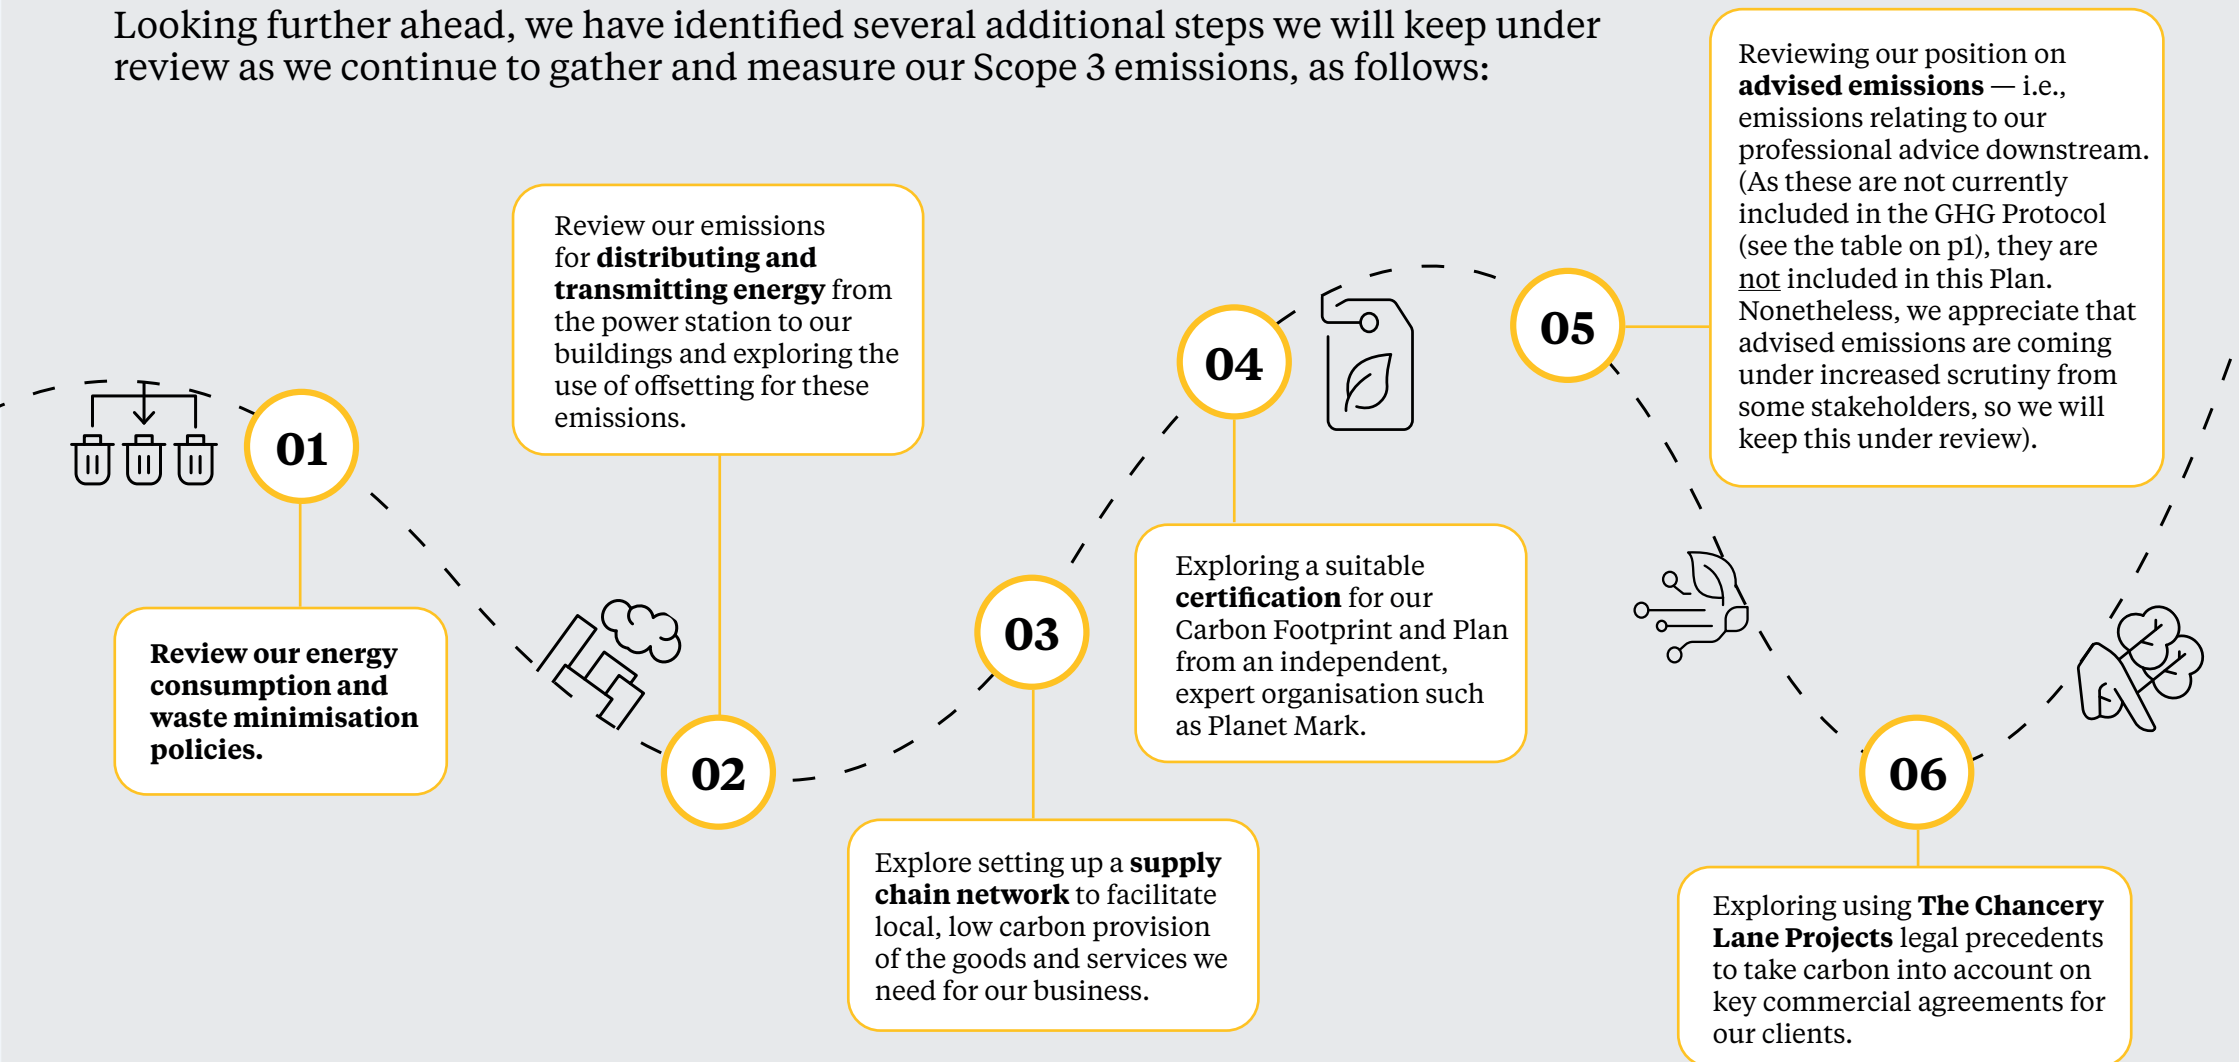 Looking further ahead, we have identified several additional steps we will keep under
review as we continue to gather and measure our Scope 3 emissions, as follows:
01
Review our energy
consumption and
waste minimisation
policies.
02
Review our emissions
for distributing and
transmitting energy from
the power station to our
buildings and exploring the
use of offsetting for these
emissions.
03
Explore setting up a supply
chain network to facilitate
local, low carbon provision
of the goods and services we
need for our business.
04
Exploring a suitable
certification for our
Carbon Footprint and Plan
from an independent,
expert organisation such
as Planet Mark.
05
Reviewing our position on
advised emissions — i.e.,
emissions relating to our
professional advice downstream.
(As these are not currently
included in the GHG Protocol
(see the table on p1), they are
not included in this Plan.
Nonetheless, we appreciate that
advised emissions are coming
under increased scrutiny from
some stakeholders, so we will
keep this under review).
06
Exploring using The Chancery
Lane Projects legal precedents
to take carbon into account on
key commercial agreements for
our clients.